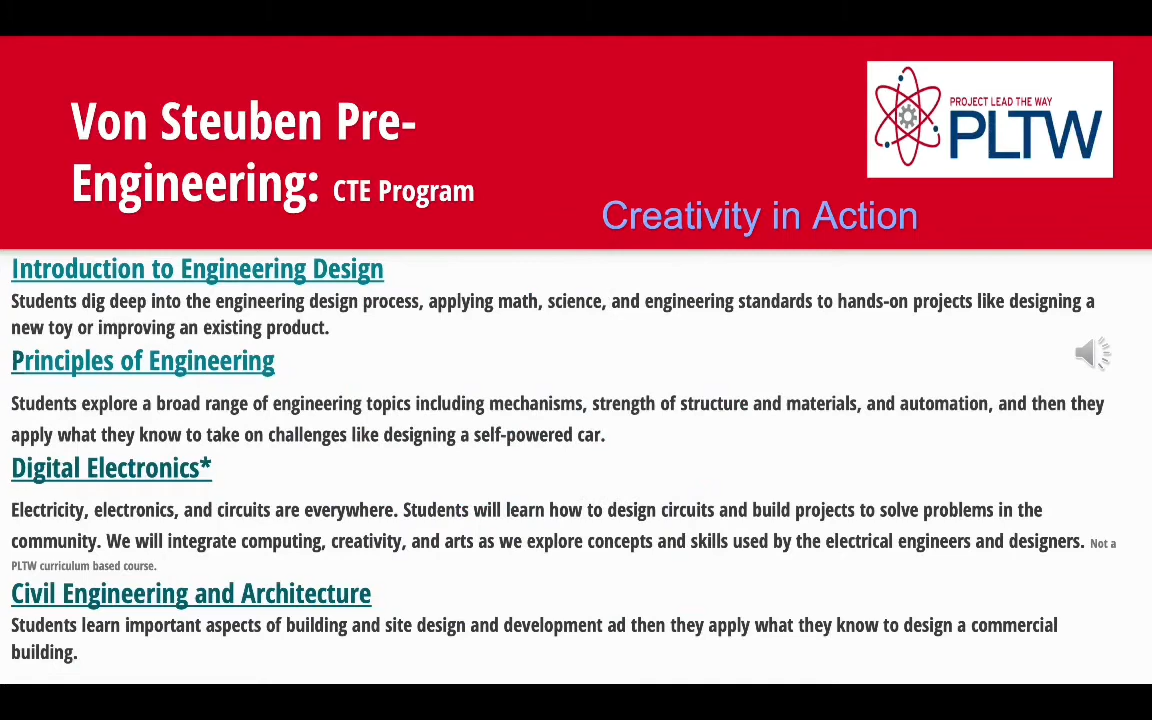 Von Steuben Pre-
Engineering: CTE Program
PROJECT LEAD THE WAY
PLTW
Creativity in Action
Introduction to Engineering Design
Students dig deep into the engineering design process, applying math, science, and engineering standards to hands-on projects like designing a
new toy or improving an existing product.
Principles of Engineering
Students explore a broad range of engineering topics including mechanisms, strength of structure and materials, and automation, and then they
apply what they know to take on challenges like designing a self-powered car.
Digital Electronics*
Electricity, electronics, and circuits are everywhere. Students will learn how to design circuits and build projects to solve problems in the
community. We will integrate computing, creativity, and arts as we explore concepts and skills used by the electrical engineers and designers. Not a
PLTW curriculum based course.
Civil Engineering and Architecture
Students learn important aspects of building and site design and development ad then they apply what they know to design a commercial
building.